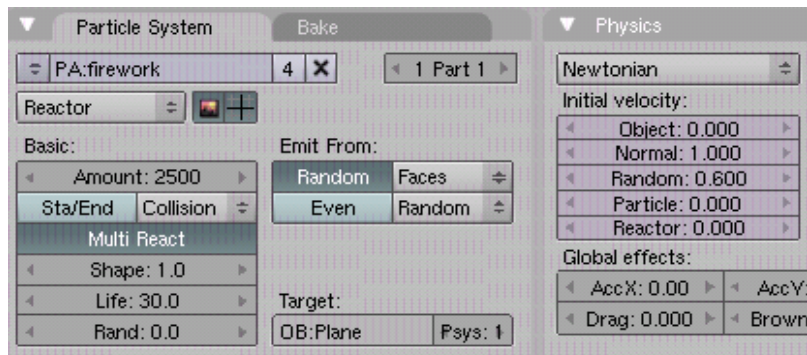 Particle System
Bake
PA:firework
4
1 Part 1
Reactor
Basic:
Amount: 2500
Sta/End
Collision
Multi React
Shape: 1.0
Life: 30.0
Rand: 0.0
Emit From:
Random
Faces
Even
Random
Target:
OB:Plane
Psys: 1
Physics
Newtonian
Initial velocity:
Object: 0.000
Normal: 1.000
Random: 0.600
Particle: 0.000
Reactor: 0.000
Global effects:
AccX: 0.00
AccY:
Drag: 0.000
Brown